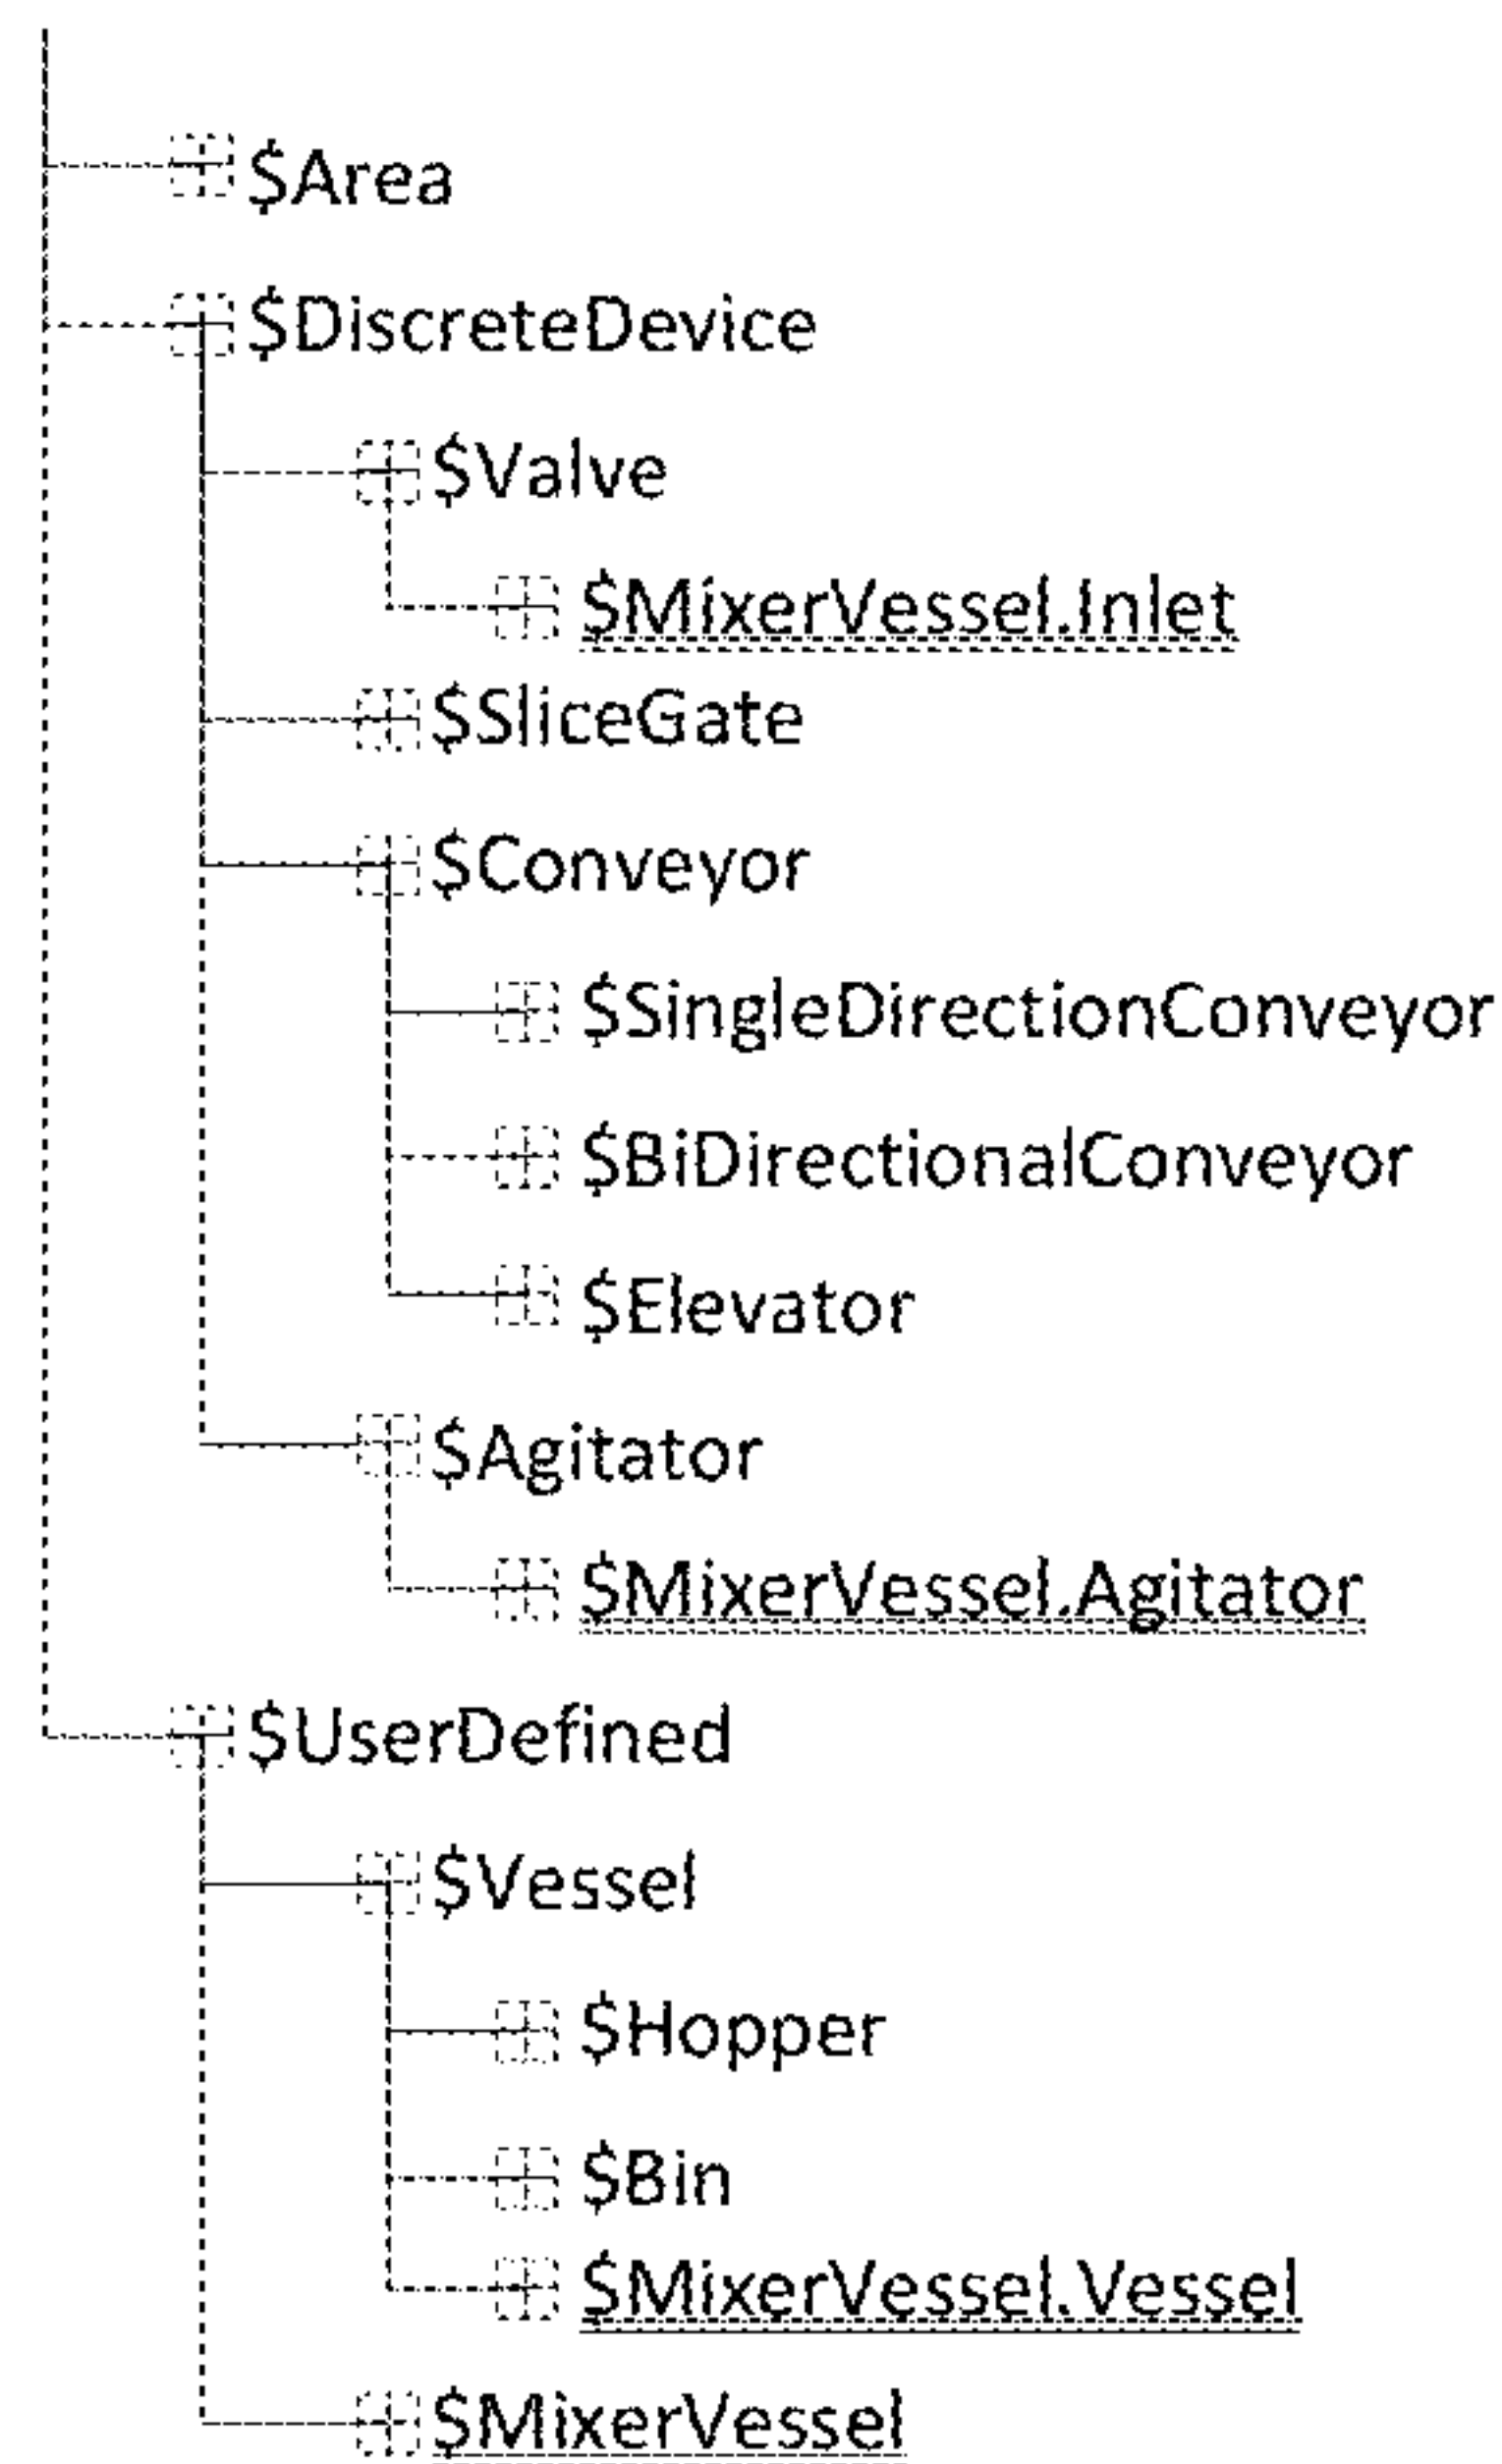 $Area
$DiscreteDevice
$Valve
$MixerVessel.Inlet
$SliceGate
$Conveyor
$SingleDirectionConveyor
$BiDirectionalConveyor
$Elevator
$Agitator
$MixerVessel.Agitator
$UserDefined
$Vessel
$Hopper
$Bin
$MixerVessel.Vessel
$MixerVessel